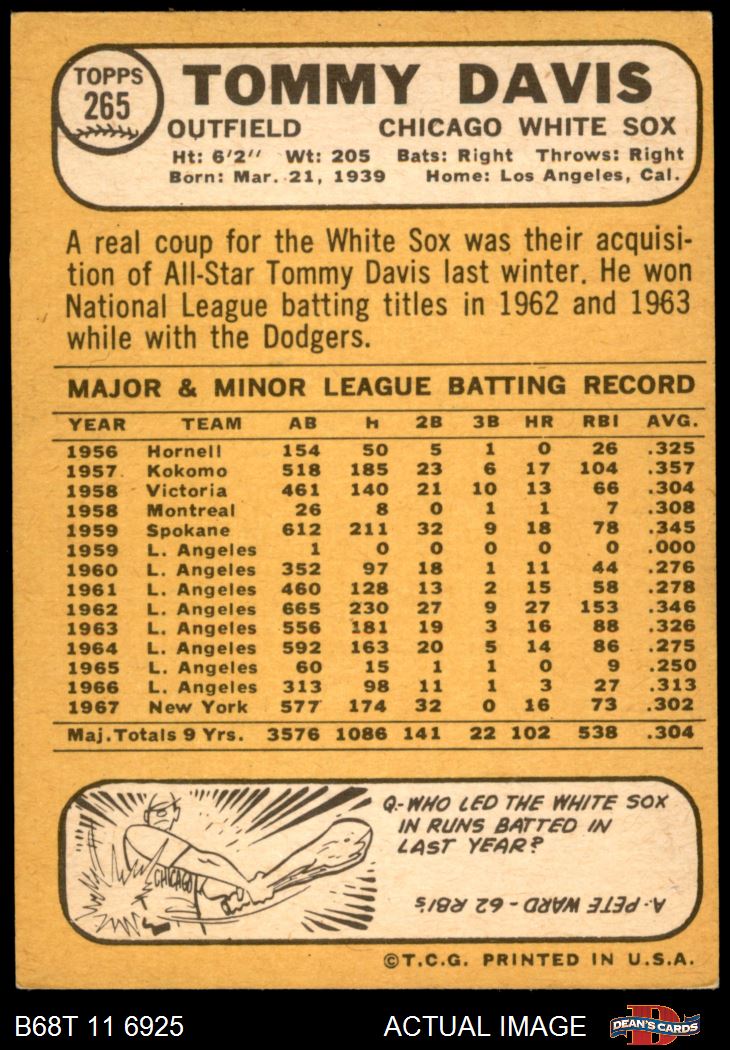 TOPPS
265
TOMMY DAVIS
OUTFIELD CHICAGO WHITE SOX
Ht: 6'2'' Wt: 205 Bats: Right Throws: Right
Born: Mar. 21, 1939 Home: Los Angeles, Cal.
A real coup for the White Sox was their acquisi-
tion of All-Star Tommy Davis last winter. He won
National League batting titles in 1962 and 1963
while with the Dodgers.
MAJOR & MINOR LEAGUE BATTING RECORD
YEAR TEAM AB H 2B 3B HR RBI AVG.
1956 Hornell 154 50 5 1 0 26 .325
1957 Kokomo 518 185 23 6 17 104 .357
1958 Victoria 461 140 21 10 13 66 .304
1958 Montreal 26 8 0 1 1 7 .308
1959 Spokane 612 211 32 9 18 78 .345
1959 L. Angeles 1 0 0 0 0 0 .000
1960 L. Angeles 352 97 18 1 11 44 .276
1961 L. Angeles 460 128 13 2 15 58 .278
1962 L. Angeles 665 230 27 9 27 153 .346
1963 L. Angeles 556 181 19 3 16 88 .326
1964 L. Angeles 592 163 20 5 14 86 .275
1965 L. Angeles 60 15 1 1 0 9 .250
1966 L. Angeles 313 98 11 1 3 27 .313
1967 New York 577 174 32 0 16 73 .302
Maj. Totals 9 Yrs. 3576 1086 141 22 102 538 .304
Q-WHO LED THE WHITE SOX
IN RUNS BATTED IN
LAST YEAR?
A- PETE WARD - 62 RBI's
CHICAGO
©T.C.G. PRINTED IN U.S.A.
B68T 11 6925 ACTUAL IMAGE
D
DEAN'S CARDS